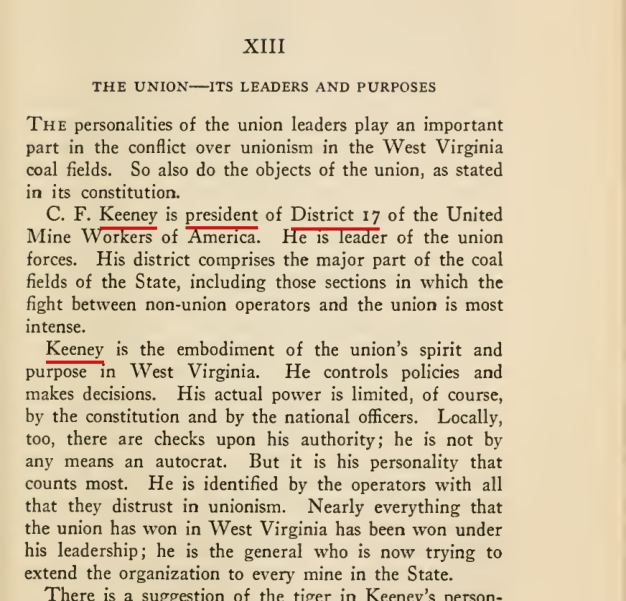 XIII
THE UNION—ITS LEADERS AND PURPOSES
THE personalities of the union leaders play an important
part in the conflict over unionism in the West Virginia
coal fields. So also do the objects of the union, as stated
in its constitution.
C. F. Keeney is president of District 17 of the United
Mine Workers of America. He is leader of the union
forces. His district comprises the major part of the coal
fields of the State, including those sections in which the
fight between non-union operators and the union is most
intense.
Keeney is the embodiment of the union's spirit and
purpose in West Virginia. He controls policies and
makes decisions. His actual power is limited, of course,
by the constitution and by the national officers. Locally,
too, there are checks upon his authority; he is not by
any means an autocrat. But it is his personality that
counts most. He is identified by the operators with all
that they distrust in unionism. Nearly everything that
the union has won in West Virginia has been won under
his leadership; he is the general who is now trying to
extend the organization to every mine in the State.
There is a suggestion of the tiger in Keeney's person-